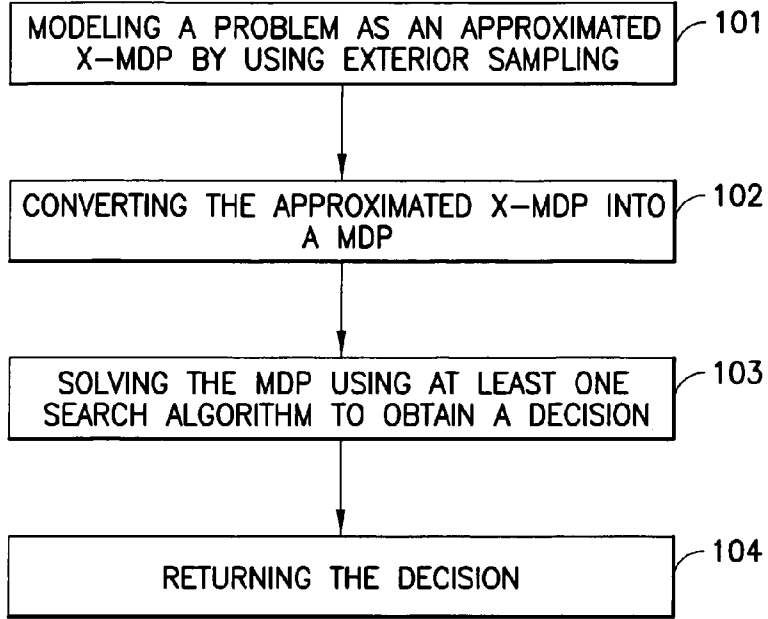 MODELING A PROBLEM AS AN APPROXIMATED
X-MDP BY USING EXTERIOR SAMPLING
101
CONVERTING THE APPROXIMATED X-MDP INTO
A MDP
102
SOLVING THE MDP USING AT LEAST ONE
SEARCH ALGORITHM TO OBTAIN A DECISION
103
RETURNING THE DECISION
104